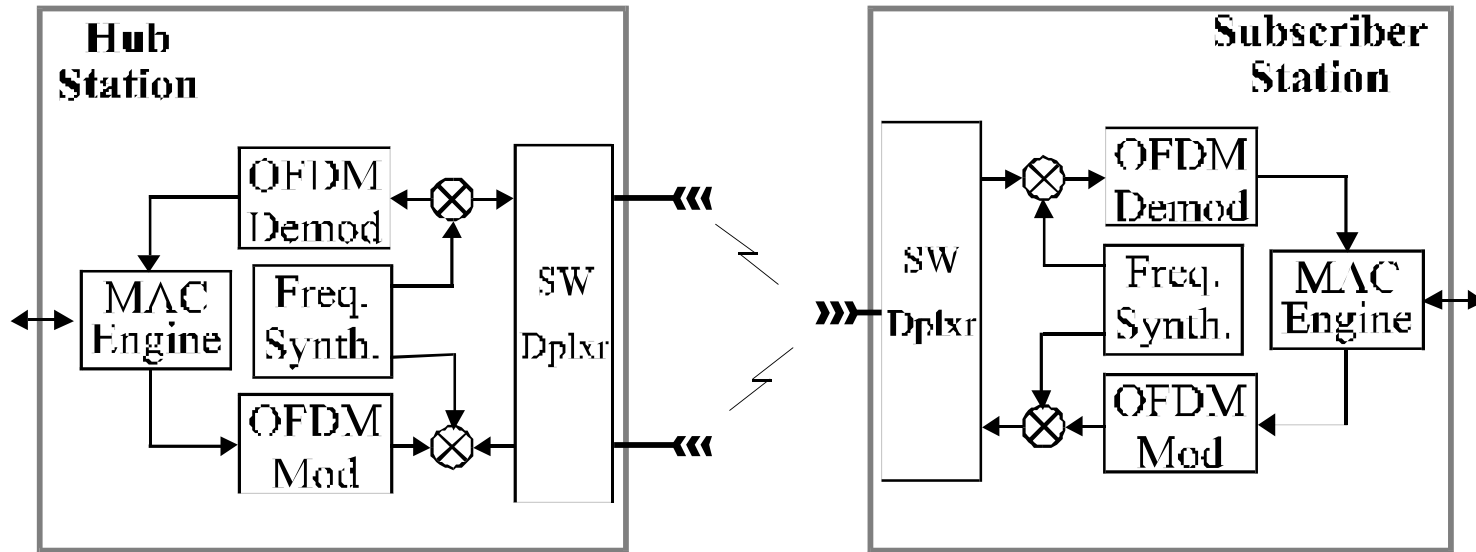 Hub
Station
OFDM
Demod
MAC
Engine
Freq.
Synth.
OFDM
Mod
SW
Dplxr
Subscriber
Station
SW
Dplxr
OFDM
Demod
Freq.
Synth.
MAC
Engine
OFDM
Mod